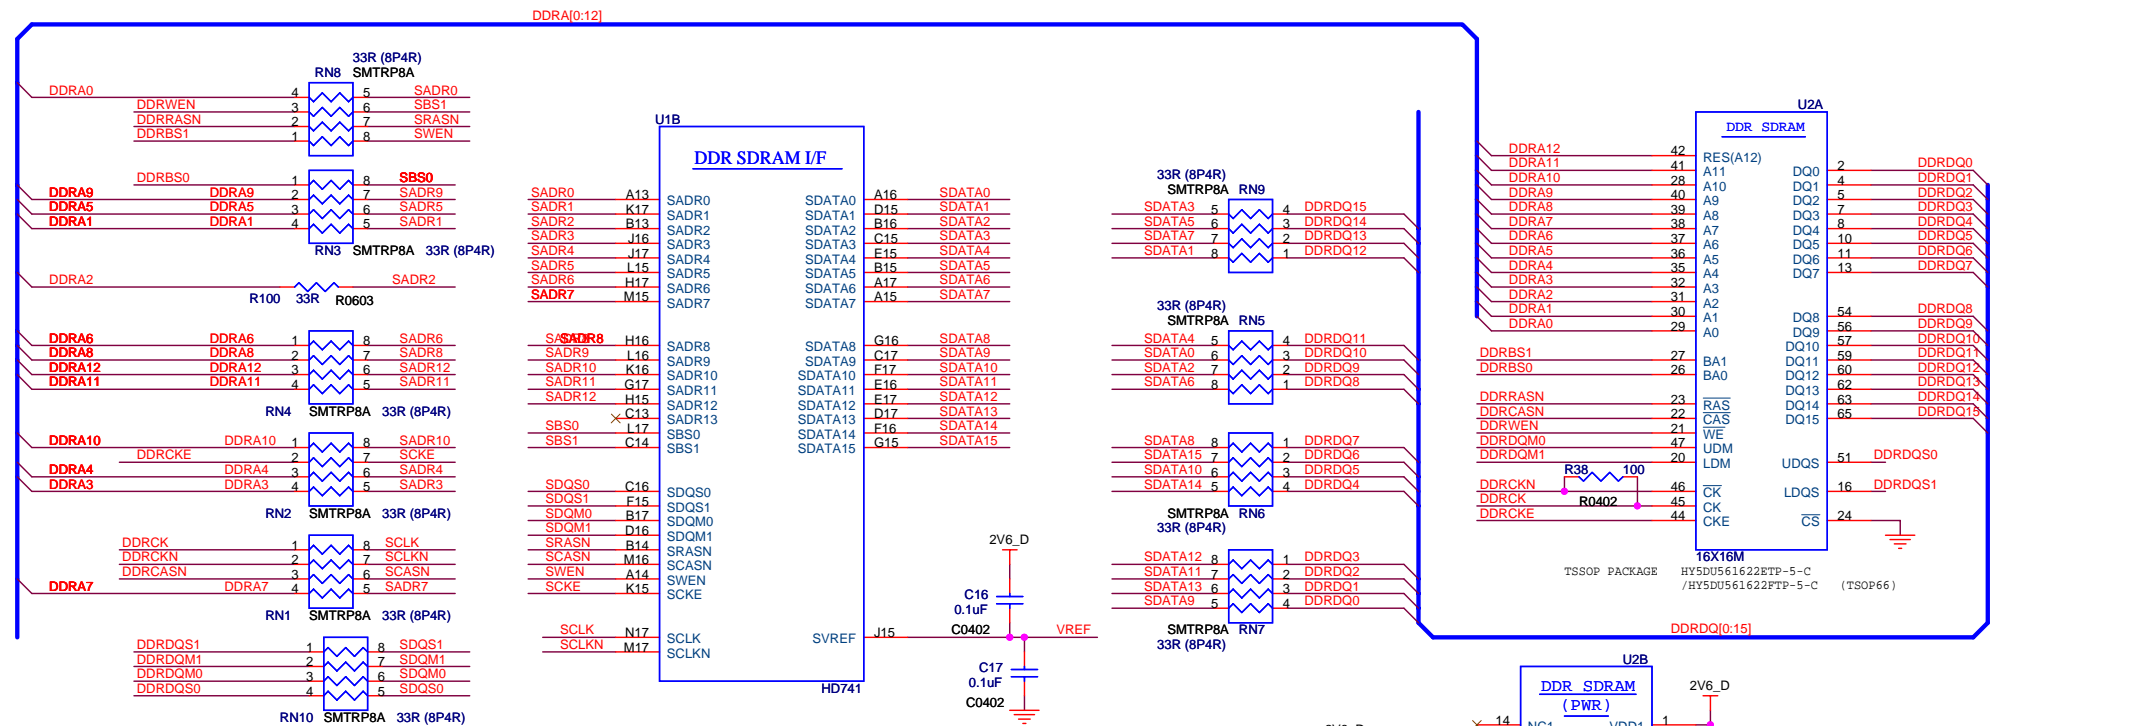 DDRA[0:12]
33R (8P4R)
RN8 SMTRP8A
DDRA0 4 5 SADR0
DDRWEN 3 6 SBS1
DDRRASN 2 7 SRASN
DDRBS1 1 8 SWEN
DDRBS0 1 8 SBS0
DDRA9 DDRA9 2 7 SADR9
DDRA5 DDRA5 3 6 SADR5
DDRA1 DDRA1 4 5 SADR1
RN3 SMTRP8A 33R (8P4R)
DDRA2 SADR2
R100 33R R0603
DDRA6 DDRA6 1 8 SADR6
DDRA8 DDRA8 2 7 SADR8
DDRA12 DDRA12 3 6 SADR12
DDRA11 DDRA11 4 5 SADR11
RN4 SMTRP8A 33R (8P4R)
DDRA10 DDRA10 1 8 SADR10
DDRCKE 2 7 SCKE
DDRA4 DDRA4 3 6 SADR4
DDRA3 DDRA3 4 5 SADR3
RN2 SMTRP8A 33R (8P4R)
DDRCK 1 8 SCLK
DDRCKN 2 7 SCLKN
DDRCASN 3 6 SCASN
DDRA7 DDRA7 4 5 SADR7
RN1 SMTRP8A 33R (8P4R)
DDRDQS1 1 8 SDQS1
DDRDQM1 2 7 SDQM1
DDRDQM0 3 6 SDQM0
DDRDQS0 4 5 SDQS0
RN10 SMTRP8A 33R (8P4R)
U1B
DDR SDRAM I/F
SADR0 A13 SADR0 SDATA0 A16 SDATA0
SADR1 K17 SADR1 SDATA1 D15 SDATA1
SADR2 B13 SADR2 SDATA2 B16 SDATA2
SADR3 J16 SADR3 SDATA3 C15 SDATA3
SADR4 J17 SADR4 SDATA4 E15 SDATA4
SADR5 L15 SADR5 SDATA5 B15 SDATA5
SADR6 H17 SADR6 SDATA6 A17 SDATA6
SADR7 M15 SADR7 SDATA7 A15 SDATA7
SADR8 H16 SADR8 SDATA8 G16 SDATA8
SADR9 L16 SADR9 SDATA9 C17 SDATA9
SADR10 K16 SADR10 SDATA10 F17 SDATA10
SADR11 G17 SADR11 SDATA11 E16 SDATA11
SADR12 H15 SADR12 SDATA12 E17 SDATA12
C13 SADR13 SDATA13 D17 SDATA13
SBS0 L17 SBS0 SDATA14 F16 SDATA14
SBS1 C14 SBS1 SDATA15 G15 SDATA15
SDQS0 C16 SDQS0
SDQS1 F15 SDQS1
SDQM0 B17 SDQM0
SDQM1 D16 SDQM1
SRASN B14 SRASN
SCASN M16 SCASN
SWEN A14 SWEN
SCKE K15 SCKE
SCLK N17 SCLK SVREF J15 VREF
SCLKN M17 SCLKN
HD741
2V6_D
C16
0.1uF
C0402
C17
0.1uF
C0402
33R (8P4R)
SMTRP8A RN9
SDATA3 5 4 DDRDQ15
SDATA5 6 3 DDRDQ14
SDATA7 7 2 DDRDQ13
SDATA1 8 1 DDRDQ12
33R (8P4R)
SMTRP8A RN5
SDATA4 5 4 DDRDQ11
SDATA0 6 3 DDRDQ10
SDATA2 7 2 DDRDQ9
SDATA6 8 1 DDRDQ8
SDATA8 8 1 DDRDQ7
SDATA15 7 2 DDRDQ6
SDATA10 6 3 DDRDQ5
SDATA14 5 4 DDRDQ4
SMTRP8A RN6
33R (8P4R)
SDATA12 8 1 DDRDQ3
SDATA11 7 2 DDRDQ2
SDATA13 6 3 DDRDQ1
SDATA9 5 4 DDRDQ0
SMTRP8A RN7
33R (8P4R)
U2A
DDR SDRAM
DDRA12 42 RES(A12)
DDRA11 41 A11 DQ0 2 DDRDQ0
DDRA10 28 A10 DQ1 4 DDRDQ1
DDRA9 40 A9 DQ2 5 DDRDQ2
DDRA8 39 A8 DQ3 7 DDRDQ3
DDRA7 38 A7 DQ4 8 DDRDQ4
DDRA6 37 A6 DQ5 10 DDRDQ5
DDRA5 36 A5 DQ6 11 DDRDQ6
DDRA4 35 A4 DQ7 13 DDRDQ7
DDRA3 32 A3
DDRA2 31 A2
DDRA1 30 A1 DQ8 54 DDRDQ8
DDRA0 29 A0 DQ9 56 DDRDQ9
DQ10 57 DDRDQ10
DDRBS1 27 BA1 DQ11 59 DDRDQ11
DDRBS0 26 BA0 DQ12 60 DDRDQ12
DQ13 62 DDRDQ13
DDRRASN 23 RAS DQ14 63 DDRDQ14
DDRCASN 22 CAS DQ15 65 DDRDQ15
DDRWEN 21 WE
DDRDQM0 47 UDM
DDRDQM1 20 LDM UDQS 51 DDRDQS0
R38 100
DDRCKN 46 CK LDQS 16 DDRDQS1
DDRCK R0402 45 CK
DDRCKE 44 CKE CS 24
16X16M
TSSOP PACKAGE HY5DU561622ETP-5-C
/HY5DU561622FTP-5-C (TSOP66)
DDRDQ[0:15]
U2B
DDR SDRAM
(PWR)
2V6_D
14 1